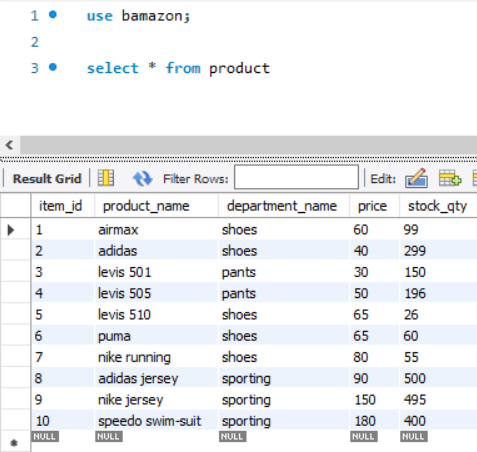 1 use bamazon;
2
3 select * from product
Result Grid Filter Rows: Edit:
item_id product_name department_name price stock_qty
1 airmax shoes 60 99
2 adidas shoes 40 299
3 levis 501 pants 30 150
4 levis 505 pants 50 196
5 levis 510 shoes 65 26
6 puma shoes 65 60
7 nike running shoes 80 55
8 adidas jersey sporting 90 500
9 nike jersey sporting 150 495
10 speedo swim-suit sporting 180 400
NULL NULL NULL NULL NULL